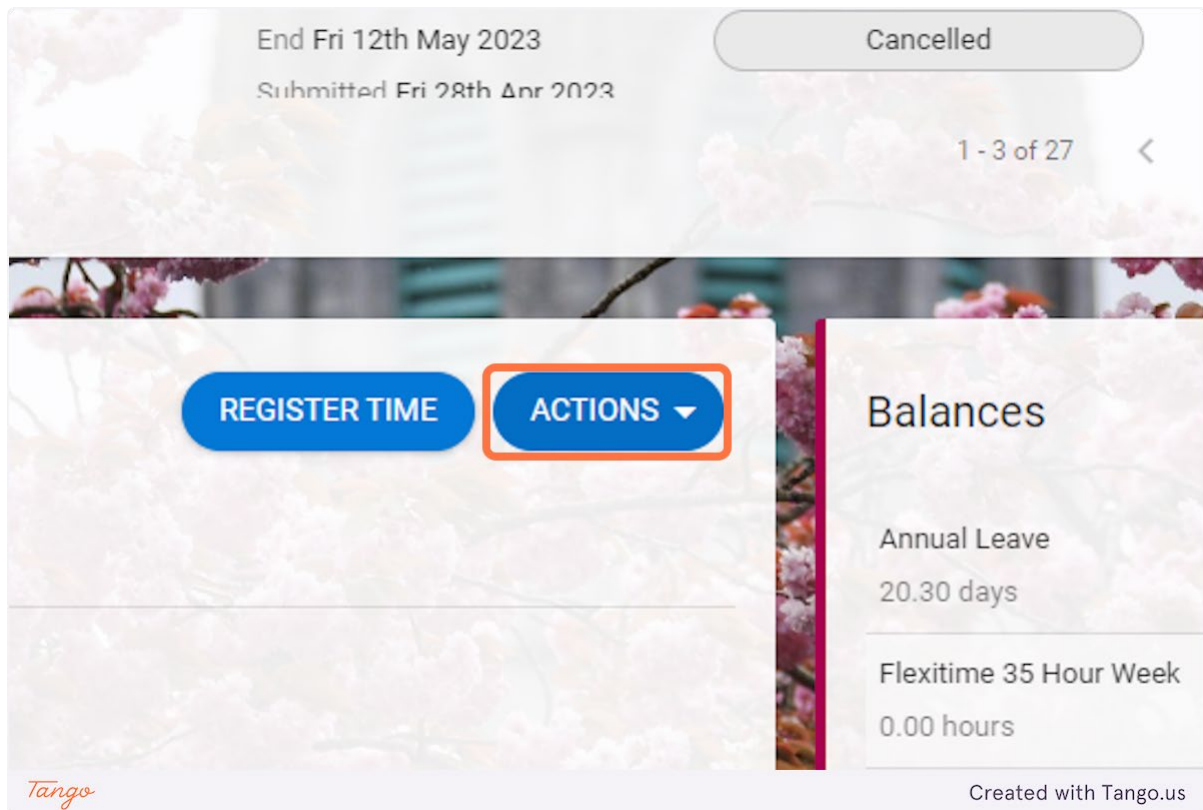 End Fri 12th May 2023
Cancelled
Submitted Fri 28th Apr 2023
1 - 3 of 27
REGISTER TIME
ACTIONS
Balances
Annual Leave
20.30 days
Flexitime 35 Hour Week
0.00 hours
Tango
Created with Tango.us